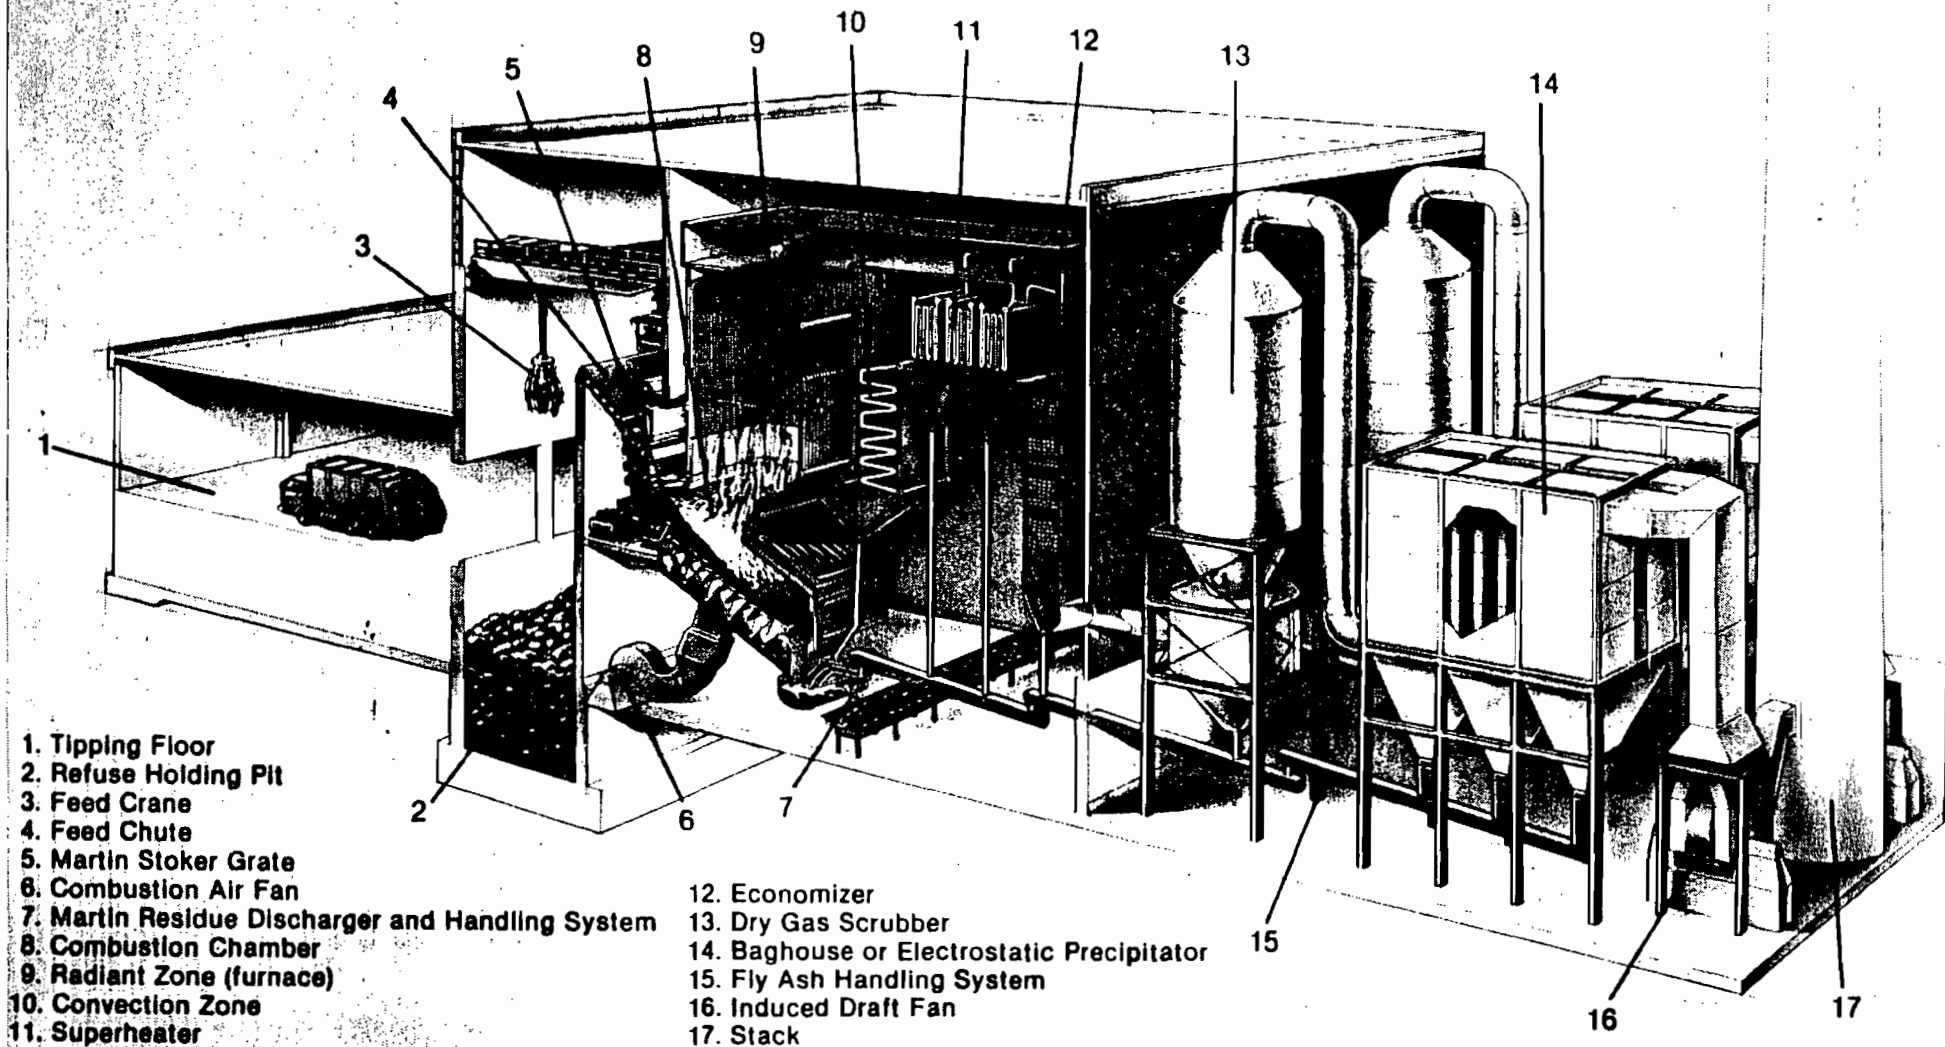 10
11
9
12
8
13
5
14
4
3
1
2
6
7
15
16
17
1. Tipping Floor
2. Refuse Holding Pit
3. Feed Crane
4. Feed Chute
5. Martin Stoker Grate
6. Combustion Air Fan
7. Martin Residue Discharger and Handling System
8. Combustion Chamber
9. Radiant Zone (furnace)
10. Convection Zone
11. Superheater
12. Economizer
13. Dry Gas Scrubber
14. Baghouse or Electrostatic Precipitator
15. Fly Ash Handling System
16. Induced Draft Fan
17. Stack